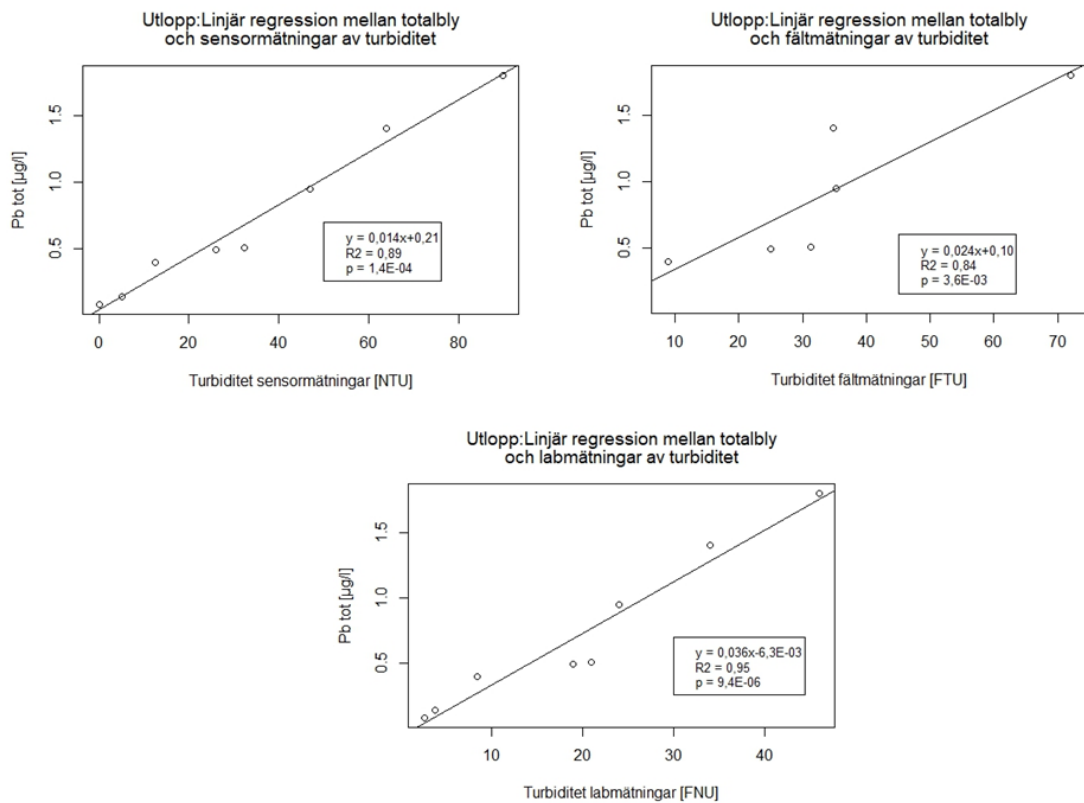 Utlopp:Linjär regression mellan totalbly
och sensormätningar av turbiditet
Pb tot [µg/l]
1.5
1.0
0.5
y = 0,014x+0,21
R2 = 0,89
p = 1,4E-04
0 20 40 60 80
Turbiditet sensormätningar [NTU]
Utlopp:Linjär regression mellan totalbly
och fältmätningar av turbiditet
Pb tot [µg/l]
1.5
1.0
0.5
y = 0,024x+0,10
R2 = 0,84
p = 3,6E-03
10 20 30 40 50 60 70
Turbiditet fältmätningar [FTU]
Utlopp:Linjär regression mellan totalbly
och labmätningar av turbiditet
Pb tot [µg/l]
1.5
1.0
0.5
y = 0,036x-6,3E-03
R2 = 0,95
p = 9,4E-06
10 20 30 40
Turbiditet labmätningar [FNU]